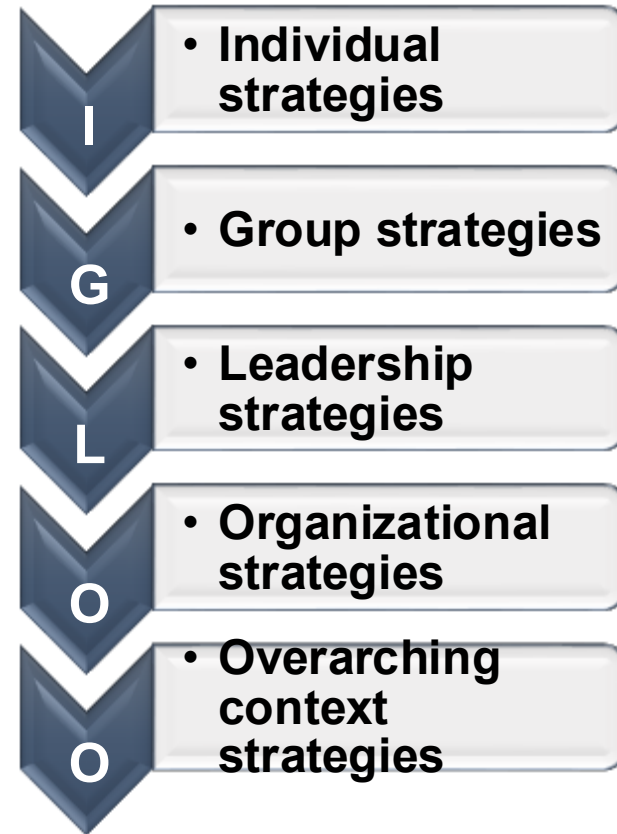 I
• Individual
strategies
G
• Group strategies
L
• Leadership
strategies
O
• Organizational
strategies
O
• Overarching
context
strategies